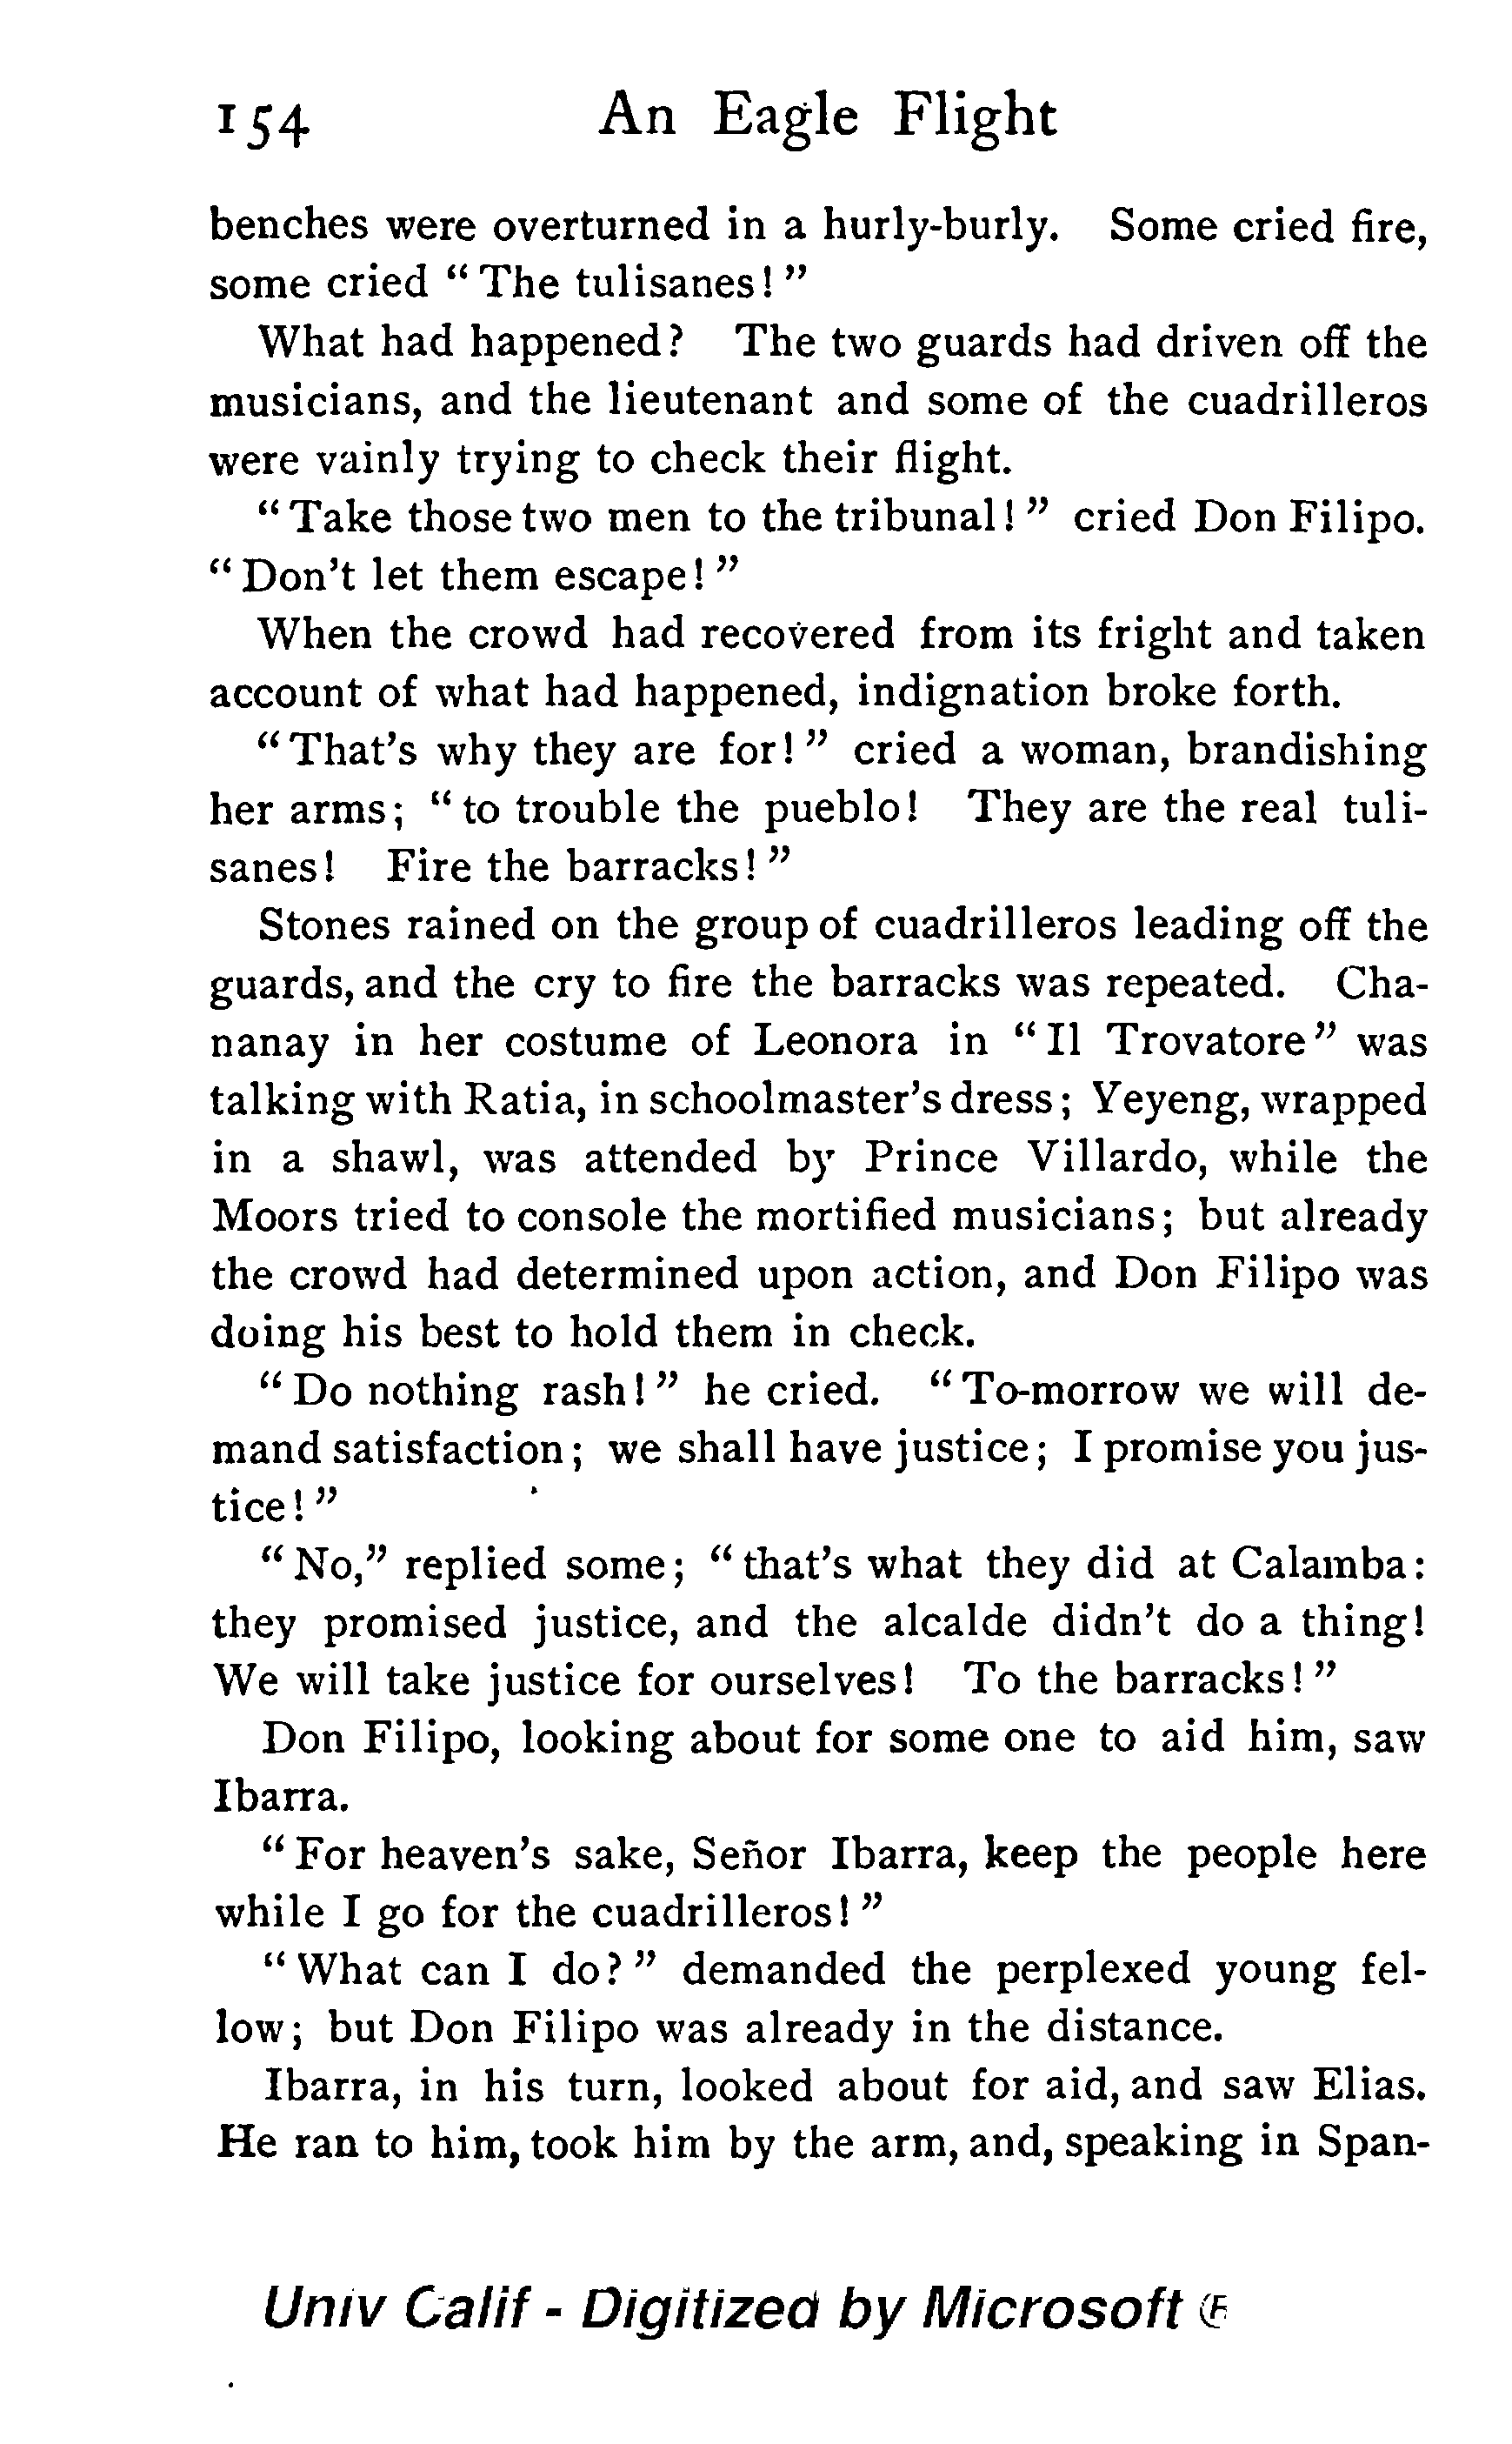 154 An Eagle Flight
benches were overturned in a hurly-burly. Some cried fire,
some cried "The tulisanes!"
What had happened? The two guards had driven off the
musicians, and the lieutenant and some of the cuadrilleros
were vainly trying to check their flight.
"Take those two men to the tribunal!" cried Don Filipo.
"Don't let them escape!"
When the crowd had recovered from its fright and taken
account of what had happened, indignation broke forth.
"That's why they are for!" cried a woman, brandishing
her arms; "to trouble the pueblo! They are the real tuli-
sanes! Fire the barracks!"
Stones rained on the group of cuadrilleros leading off the
guards, and the cry to fire the barracks was repeated. Cha-
nanay in her costume of Leonora in "Il Trovatore" was
talking with Ratia, in schoolmaster's dress; Yeyeng, wrapped
in a shawl, was attended by Prince Villardo, while the
Moors tried to console the mortified musicians; but already
the crowd had determined upon action, and Don Filipo was
doing his best to hold them in check.
"Do nothing rash!" he cried. "To-morrow we will de-
mand satisfaction; we shall have justice; I promise you jus-
tice!"
"No," replied some; "that's what they did at Calamba:
they promised justice, and the alcalde didn't do a thing!
We will take justice for ourselves! To the barracks!"
Don Filipo, looking about for some one to aid him, saw
Ibarra.
"For heaven's sake, Señor Ibarra, keep the people here
while I go for the cuadrilleros!"
"What can I do?" demanded the perplexed young fel-
low; but Don Filipo was already in the distance.
Ibarra, in his turn, looked about for aid, and saw Elias.
He ran to him, took him by the arm, and, speaking in Span-
Univ Calif - Digitized by Microsoft ®